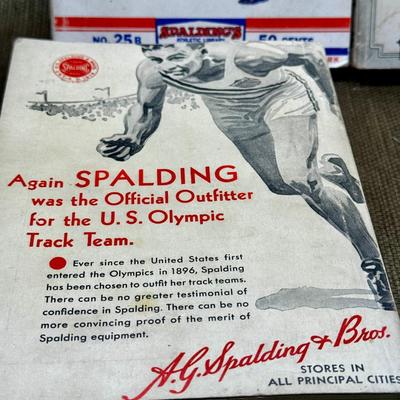 NO. 25B
SPALDING'S
ATHLETIC LIBRARY
50 CENTS
SPALDING
Again SPALDING
was the Official Outfitter
for the U. S. Olympic
Track Team.
Ever since the United States first
entered the Olympics in 1896, Spalding
has been chosen to outfit her track teams.
There can be no greater testimonial of
confidence in Spalding. There can be no
more convincing proof of the merit of
Spalding equipment.
A.G. Spalding & Bros.
STORES IN
ALL PRINCIPAL CITIES